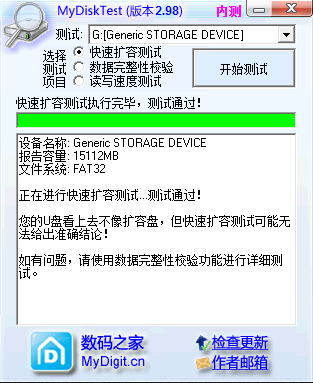 MyDiskTest (版本2.98) 内测
测试: G:[Generic STORAGE DEVICE]
选择
测试
项目
快速扩容测试
数据完整性校验
读写速度测试
开始测试
快速扩容测试执行完毕，测试通过！
设备名称: Generic STORAGE DEVICE
报告容量: 15112MB
文件系统: FAT32
正在进行快速扩容测试...测试通过！
您的U盘看上去不像扩容盘，但快速扩容测试可能无
法给出准确结论！
如有问题，请使用数据完整性校验功能进行详细测
试。
数码之家
MyDigit.cn
检查更新
作者邮箱